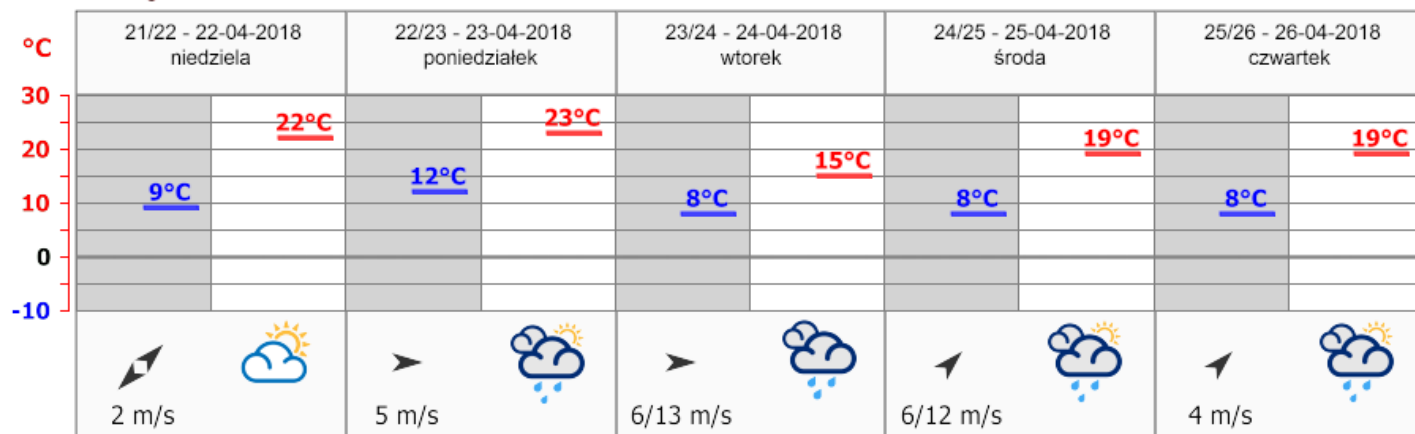 °C
21/22 - 22-04-2018
niedziela
22/23 - 23-04-2018
poniedziałek
23/24 - 24-04-2018
wtorek
24/25 - 25-04-2018
środa
25/26 - 26-04-2018
czwartek
30
20
10
0
-10
9°C
22°C
12°C
23°C
8°C
15°C
8°C
19°C
8°C
19°C
2 m/s
5 m/s
6/13 m/s
6/12 m/s
4 m/s